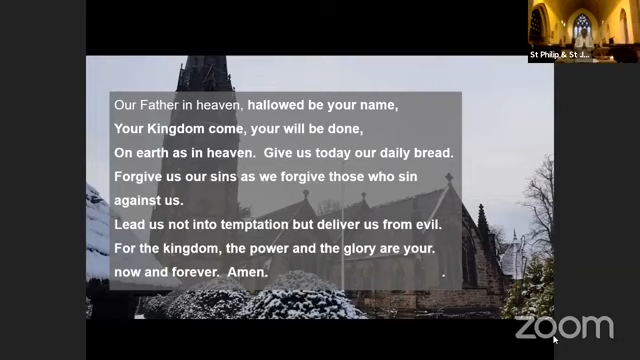 St Philip & St J...
Our Father in heaven, hallowed be your name,
Your Kingdom come, your will be done,
On earth as in heaven.  Give us today our daily bread.
Forgive us our sins as we forgive those who sin
against us.
Lead us not into temptation but deliver us from evil.
For the kingdom, the power and the glory are your.
now and forever.  Amen. .
zoom